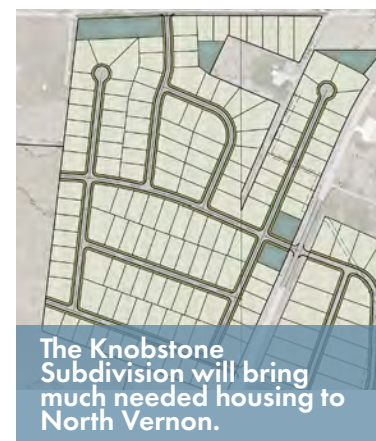 The Knobstone
Subdivision will bring
much needed housing to
North Vernon.